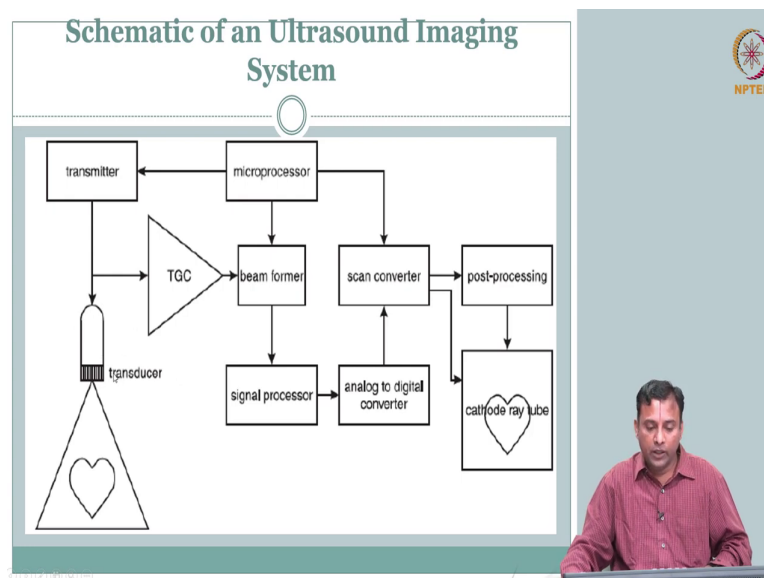 Schematic of an Ultrasound Imaging
System
NPTEL
transmitter
microprocessor
TGC
beam former
scan converter
post-processing
transducer
signal processor
analog to digital
converter
cathode ray tube